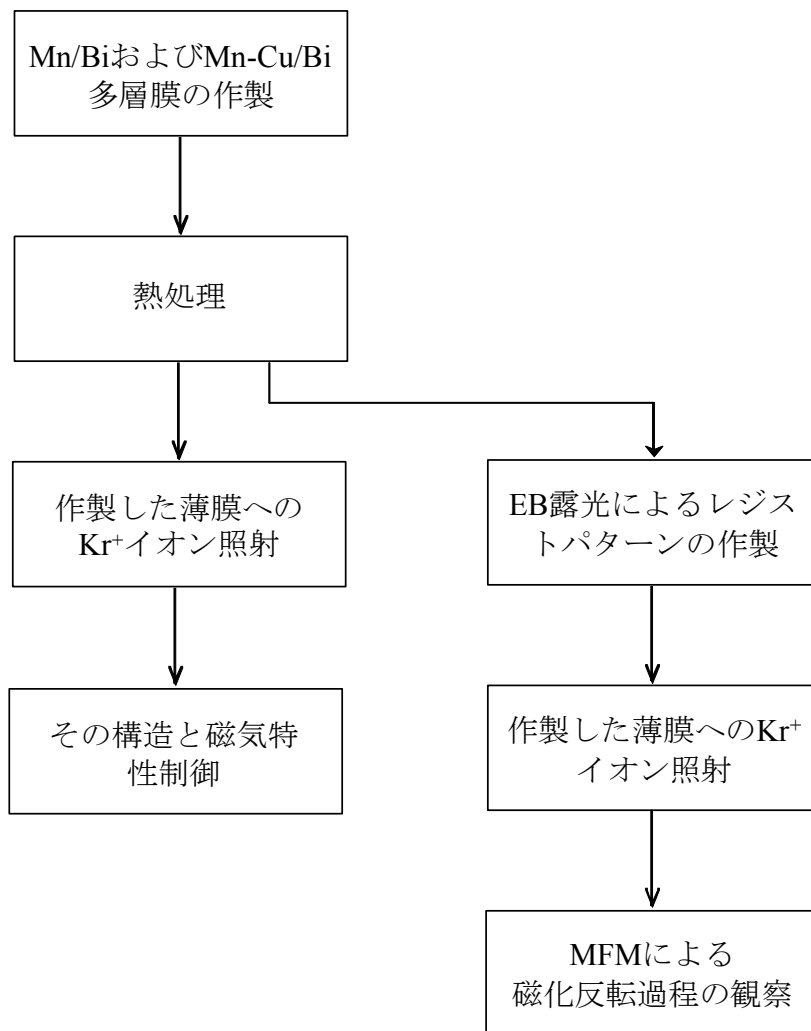 Mn/BiおよびMn-Cu/Bi
多層膜の作製
熱処理
作製した薄膜への
Kr⁺イオン照射
その構造と磁気特
性制御
EB露光によるレジス
トパターンの作製
作製した薄膜へのKr⁺
イオン照射
MFMによる
磁化反転過程の観察